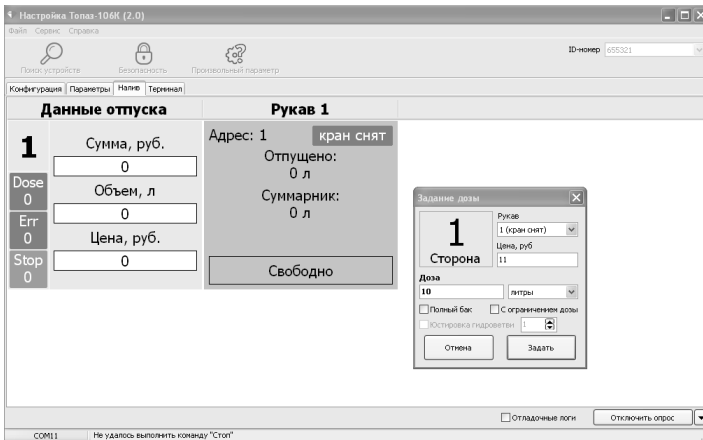 Настройка Топаз-106К (2.0)
Файл Сервис Справка
ID-номер 655321
Поиск устройств Безопасность Произвольный параметр
Конфигурация Параметры Налив Терминал
Данные отпуска
Рукав 1
1
Dose
0
Err
0
Stop
0
Сумма, руб.
0
Объем, л
0
Цена, руб.
0
Адрес: 1 кран снят
Отпущено:
0 л
Суммарник:
0 л
Свободно
Задание дозы
1
Сторона
Рукав
1 (кран снят)
Цена, руб
11
Доза
10 литры
Полный бак С ограничением дозы
Юстировка гидроветви 1
Отмена Задать
Отладочные логи Отключить опрос
COM11 Не удалось выполнить команду "Стоп"